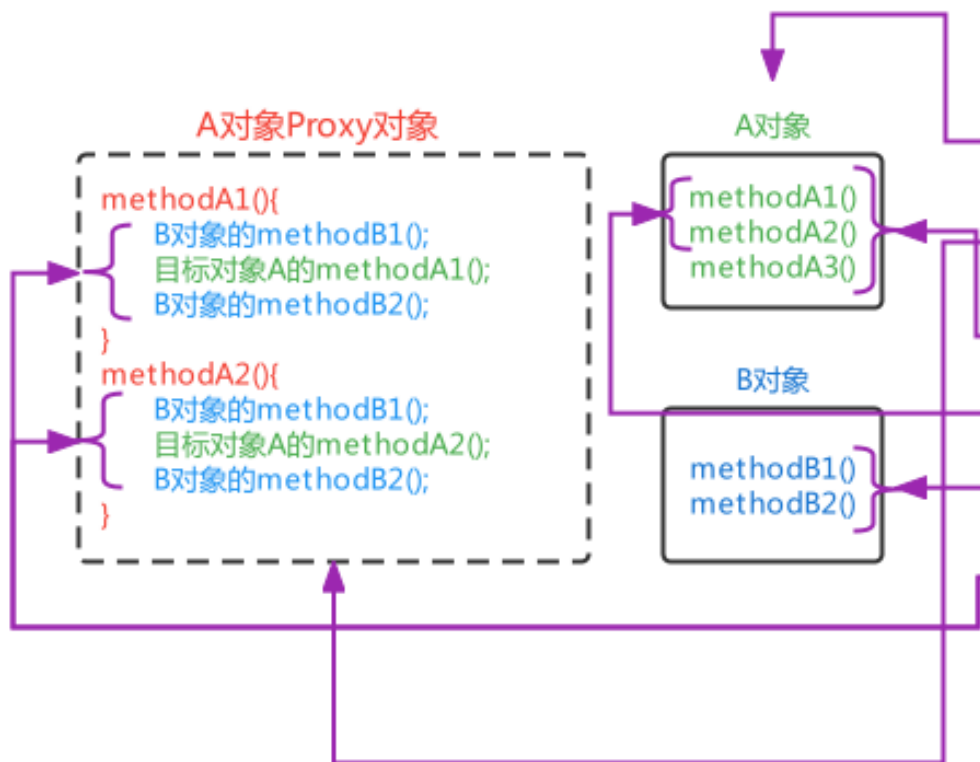 A对象Proxy对象
methodA1(){
B对象的methodB1();
目标对象A的methodA1();
B对象的methodB2();
}
methodA2(){
B对象的methodB1();
目标对象A的methodA2();
B对象的methodB2();
}
A对象
methodA1()
methodA2()
methodA3()
B对象
methodB1()
methodB2()